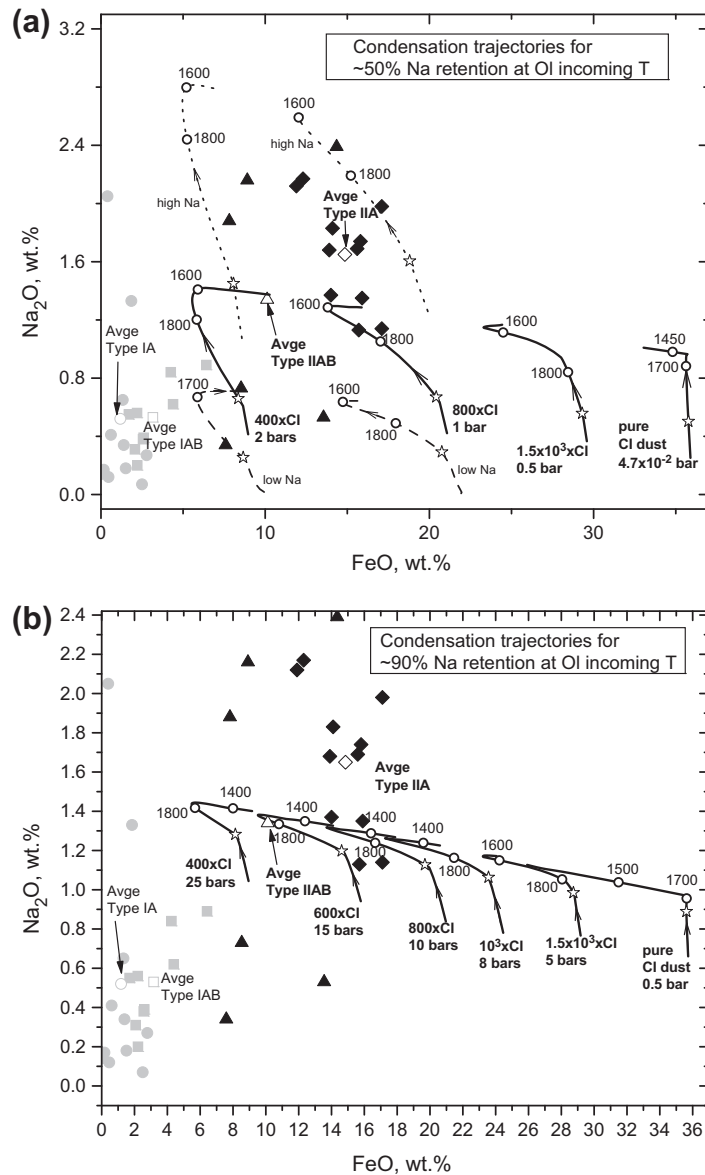 (a)
Condensation trajectories for
~50% Na retention at Ol incoming T
3.2
2.4
1.6
0.8
0.0
Na2O, wt.%
1600
1800
high Na
1600
high Na
1800
Avge
Type IIA
1600
1800
Avge
Type IIAB
1600
1800
1700
400xCI
2 bars
low Na
1600
1800
800xCI
1 bar
low Na
1600
1800
1.5x10³xCI
0.5 bar
1450
1700
pure
CI dust
4.7x10⁻² bar
Avge
Type IA
Avge
Type IAB
0
5
10
15
20
25
30
35
FeO, wt.%
(b)
Condensation trajectories for
~90% Na retention at Ol incoming T
2.4
2.2
2.0
1.8
1.6
1.4
1.2
1.0
0.8
0.6
0.4
0.2
0.0
Na2O, wt.%
Avge
Type IIA
1800
1400
400xCI
25 bars
1400
1800
Avge
Type IIAB
600xCI
15 bars
1400
1800
800xCI
10 bars
1400
1800
10³xCI
8 bars
1600
1800
1.5x10³xCI
5 bars
1500
1700
pure
CI dust
0.5 bar
Avge
Type IA
Avge
Type IAB
0 2 4 6 8 10 12 14 16 18 20 22 24 26 28 30 32 34 36
FeO, wt.%